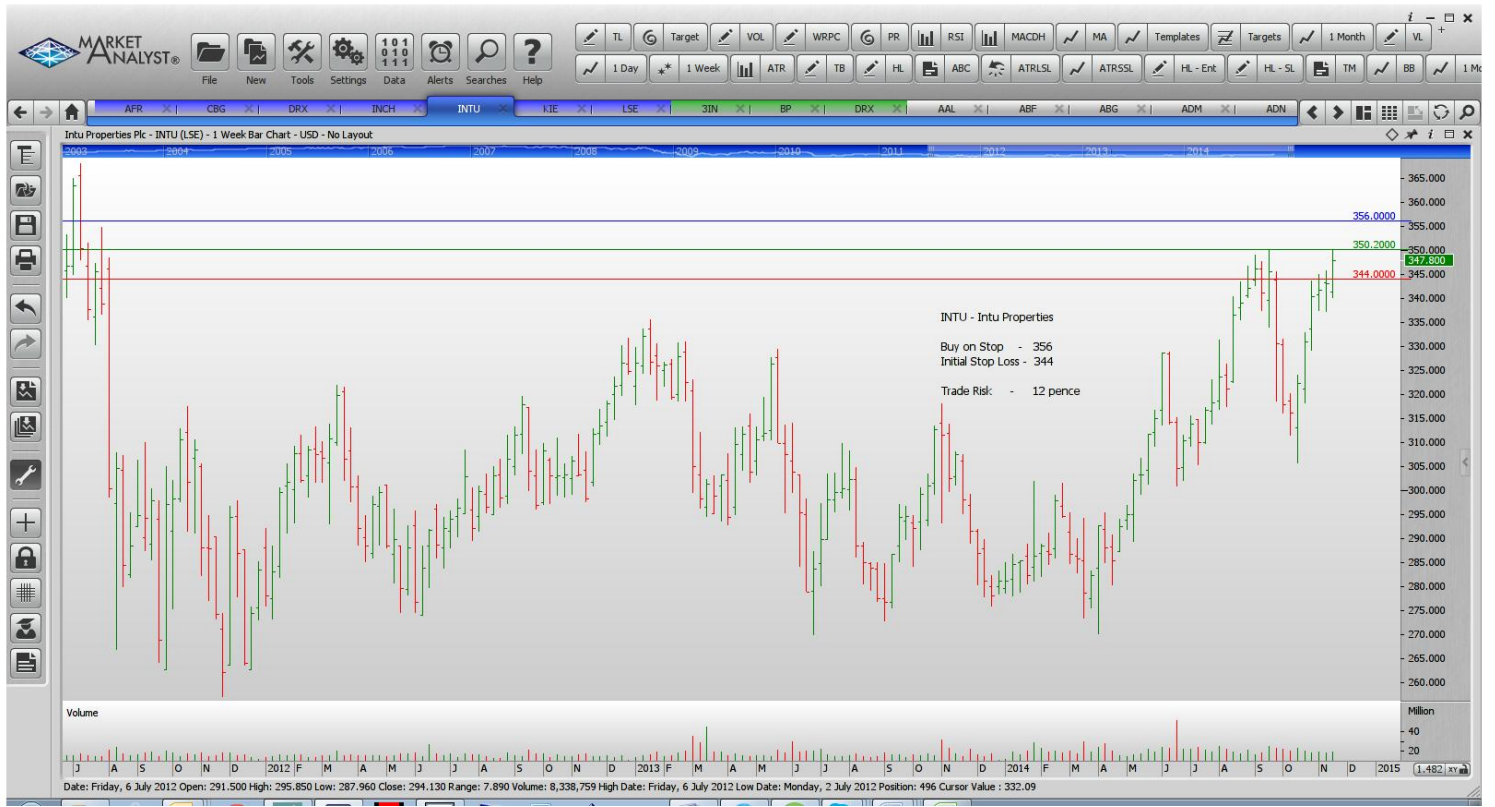 i
MARKET
ANALYST®
File New Tools Settings Data Alerts Searches Help
TL Target VOL WRPC PR RSI MACDH MA Templates Targets 1 Month VL +
1 Day 1 Week ATR TB HL ABC ATRLSL ATRSSL HL - Ent HL - SL TM BB
AFR CBG DRX INCH INTU KIE LSE 3IN BP DRX AAL ABF ABG ADM ADN
Intu Properties Plc - INTU (LSE) - 1 Week Bar Chart - USD - No Layout
2003 2004 2005 2006 2007 2008 2009 2010 2011 2012 2013 2014
365.000
360.000
356.0000
355.000
350.2000
350.000
347.800
345.000
344.0000
340.000
335.000
330.000
325.000
320.000
315.000
310.000
305.000
300.000
295.000
290.000
285.000
280.000
275.000
270.000
265.000
260.000
INTU - Intu Properties
Buy on Stop - 356
Initial Stop Loss - 344
Trade Risk - 12 pence
Volume
Million
40
20
J A S O N D 2012 F M A M J J A S O N D 2013 F M A M J J A S O N D 2014 F M A M J J A S O N D 2015
1.482 XY
Date: Friday, 6 July 2012 Open: 291.500 High: 295.850 Low: 287.960 Close: 294.130 Range: 7.890 Volume: 8,338,759 High Date: Friday, 6 July 2012 Low Date: Monday, 2 July 2012 Position: 496 Cursor Value : 332.09